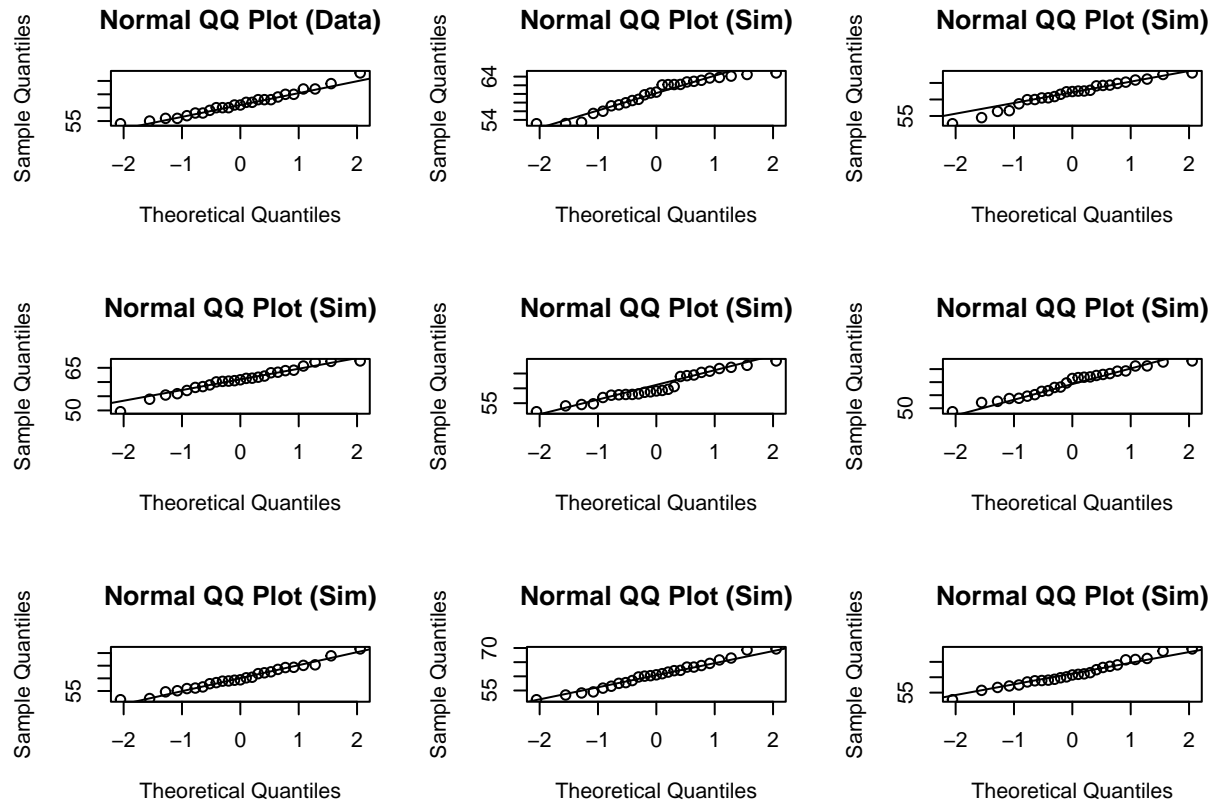 Normal QQ Plot (Data)
Sample Quantiles
55
−2 −1 0 1 2
Theoretical Quantiles
Normal QQ Plot (Sim)
Sample Quantiles
54 64
−2 −1 0 1 2
Theoretical Quantiles
Normal QQ Plot (Sim)
Sample Quantiles
55
−2 −1 0 1 2
Theoretical Quantiles
Normal QQ Plot (Sim)
Sample Quantiles
50 65
−2 −1 0 1 2
Theoretical Quantiles
Normal QQ Plot (Sim)
Sample Quantiles
55
−2 −1 0 1 2
Theoretical Quantiles
Normal QQ Plot (Sim)
Sample Quantiles
50
−2 −1 0 1 2
Theoretical Quantiles
Normal QQ Plot (Sim)
Sample Quantiles
55
−2 −1 0 1 2
Theoretical Quantiles
Normal QQ Plot (Sim)
Sample Quantiles
55 70
−2 −1 0 1 2
Theoretical Quantiles
Normal QQ Plot (Sim)
Sample Quantiles
55
−2 −1 0 1 2
Theoretical Quantiles